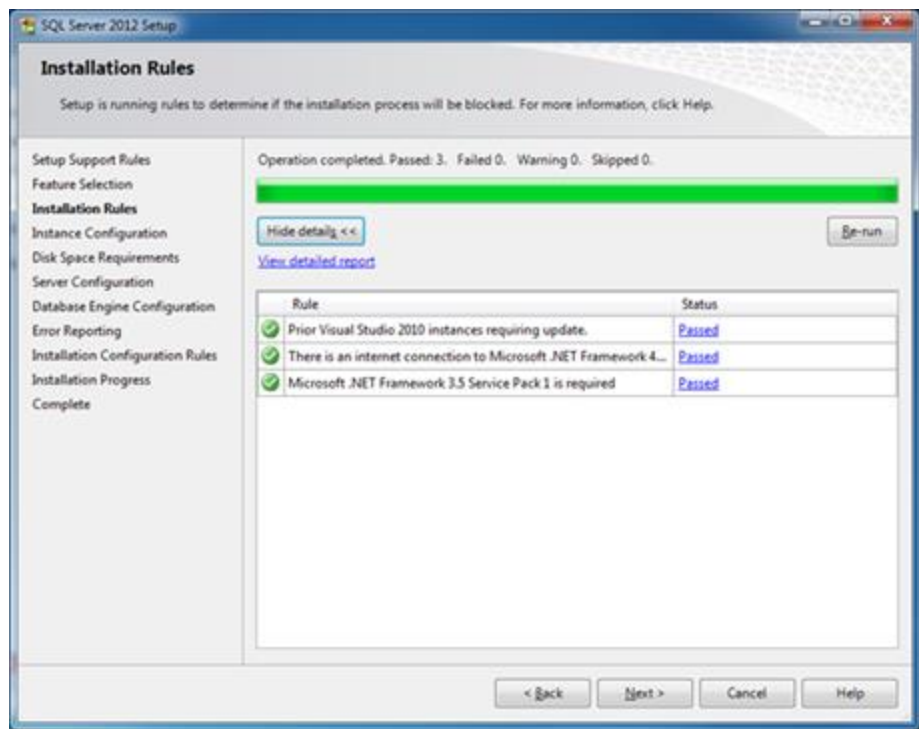 SQL Server 2012 Setup
Installation Rules
Setup is running rules to determine if the installation process will be blocked. For more information, click Help.
Setup Support Rules
Feature Selection
Installation Rules
Instance Configuration
Disk Space Requirements
Server Configuration
Database Engine Configuration
Error Reporting
Installation Configuration Rules
Installation Progress
Complete
Operation completed. Passed: 3. Failed 0. Warning 0. Skipped 0.
Hide details << Re-run
View detailed report
Rule Status
Prior Visual Studio 2010 instances requiring update. Passed
There is an internet connection to Microsoft .NET Framework 4... Passed
Microsoft .NET Framework 3.5 Service Pack 1 is required Passed
< Back Next > Cancel Help